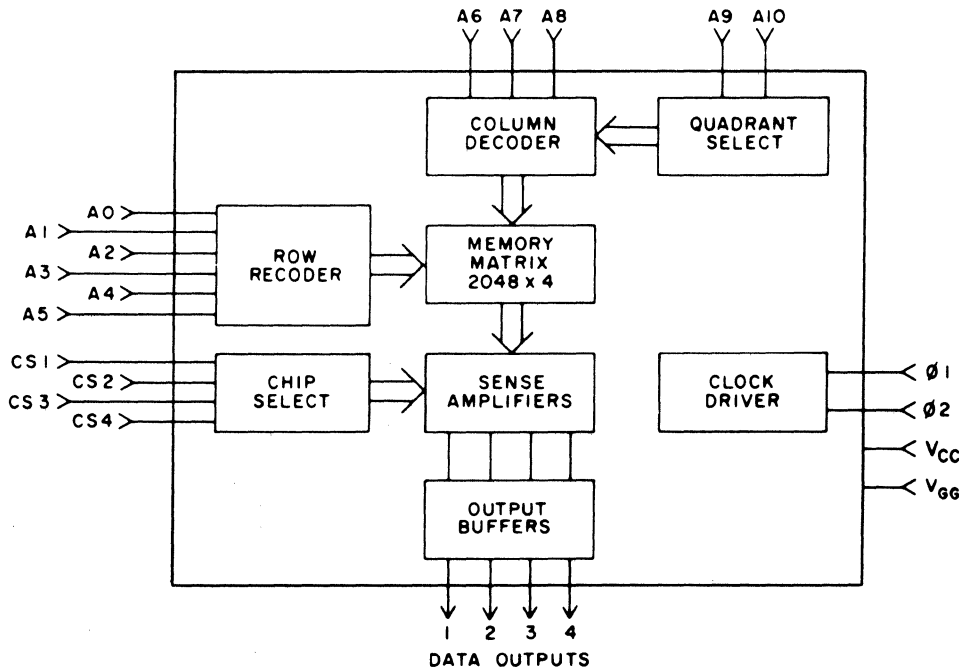 A6 A7 A8 A9 A10
COLUMN
DECODER
QUADRANT
SELECT
A0
A1
A2
A3
A4
A5
ROW
RECODER
MEMORY
MATRIX
2048 x 4
CS1
CS2
CS3
CS4
CHIP
SELECT
SENSE
AMPLIFIERS
CLOCK
DRIVER
Ø1
Ø2
VCC
VGG
OUTPUT
BUFFERS
1 2 3 4
DATA OUTPUTS